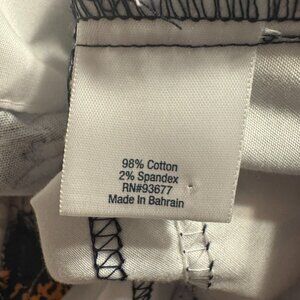 98% Cotton
2% Spandex
RN#93677
Made In Bahrain